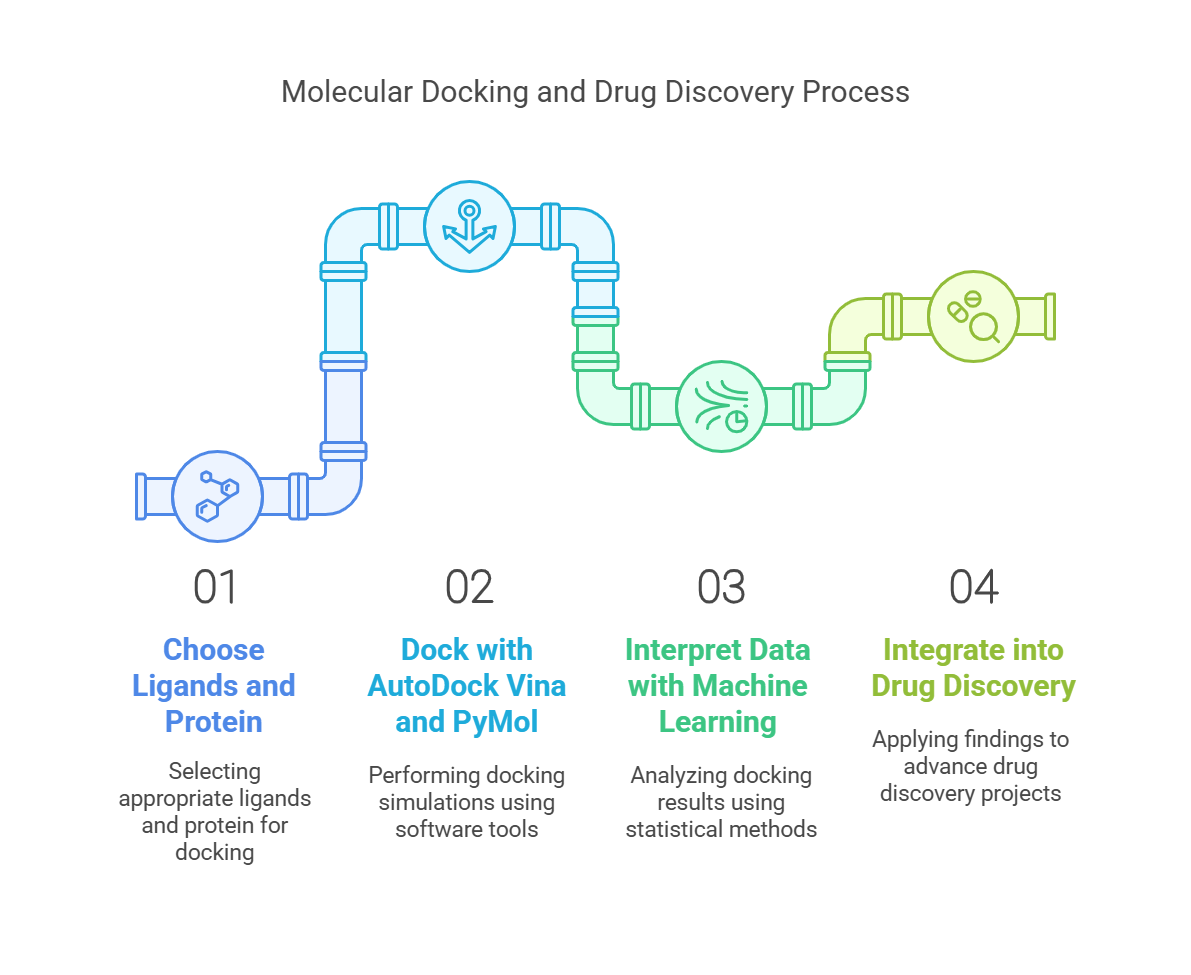 Molecular Docking and Drug Discovery Process
01
Choose
Ligands and
Protein
Selecting
appropriate ligands
and protein for
docking
02
Dock with
AutoDock Vina
and PyMol
Performing docking
simulations using
software tools
03
Interpret Data
with Machine
Learning
Analyzing docking
results using
statistical methods
04
Integrate into
Drug Discovery
Applying findings to
advance drug
discovery projects